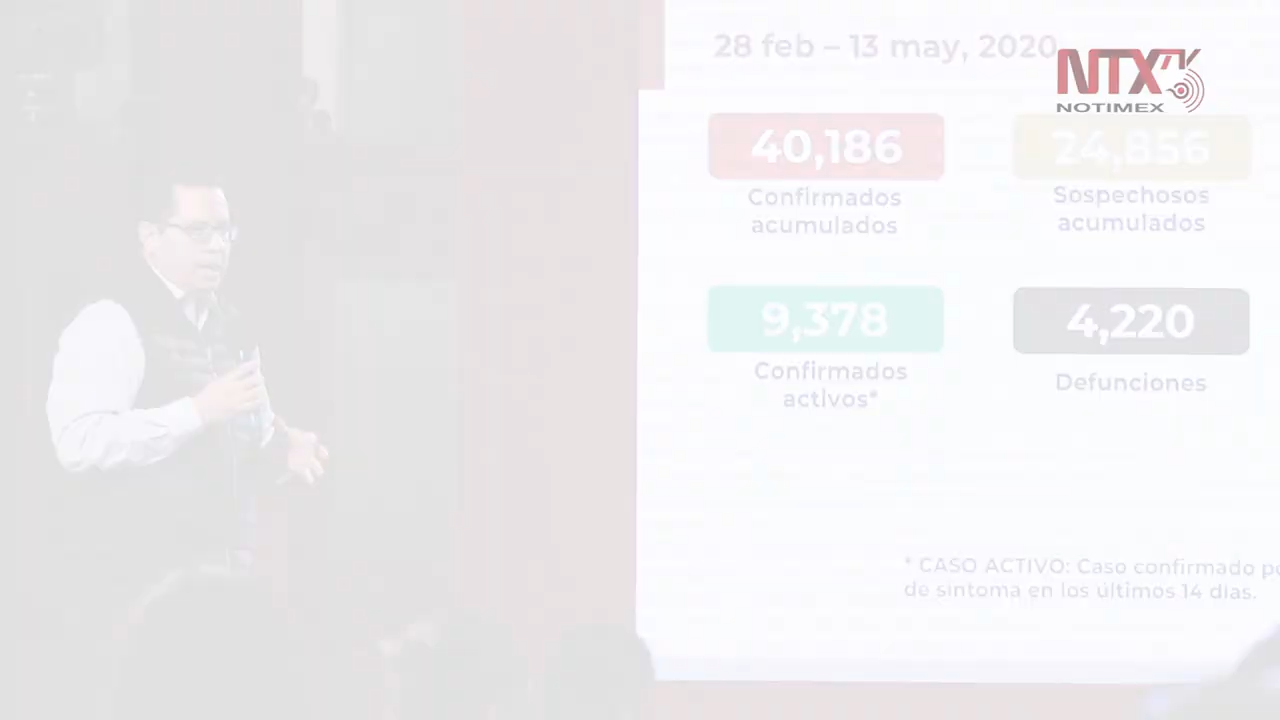 28 feb – 13 may, 2020
NTX TV
NOTIMEX
40,186
Confirmados
acumulados
24,856
Sospechosos
acumulados
9,378
Confirmados
activos*
4,220
Defunciones
* CASO ACTIVO: Caso confirmado
de síntoma en los últimos 14 días.